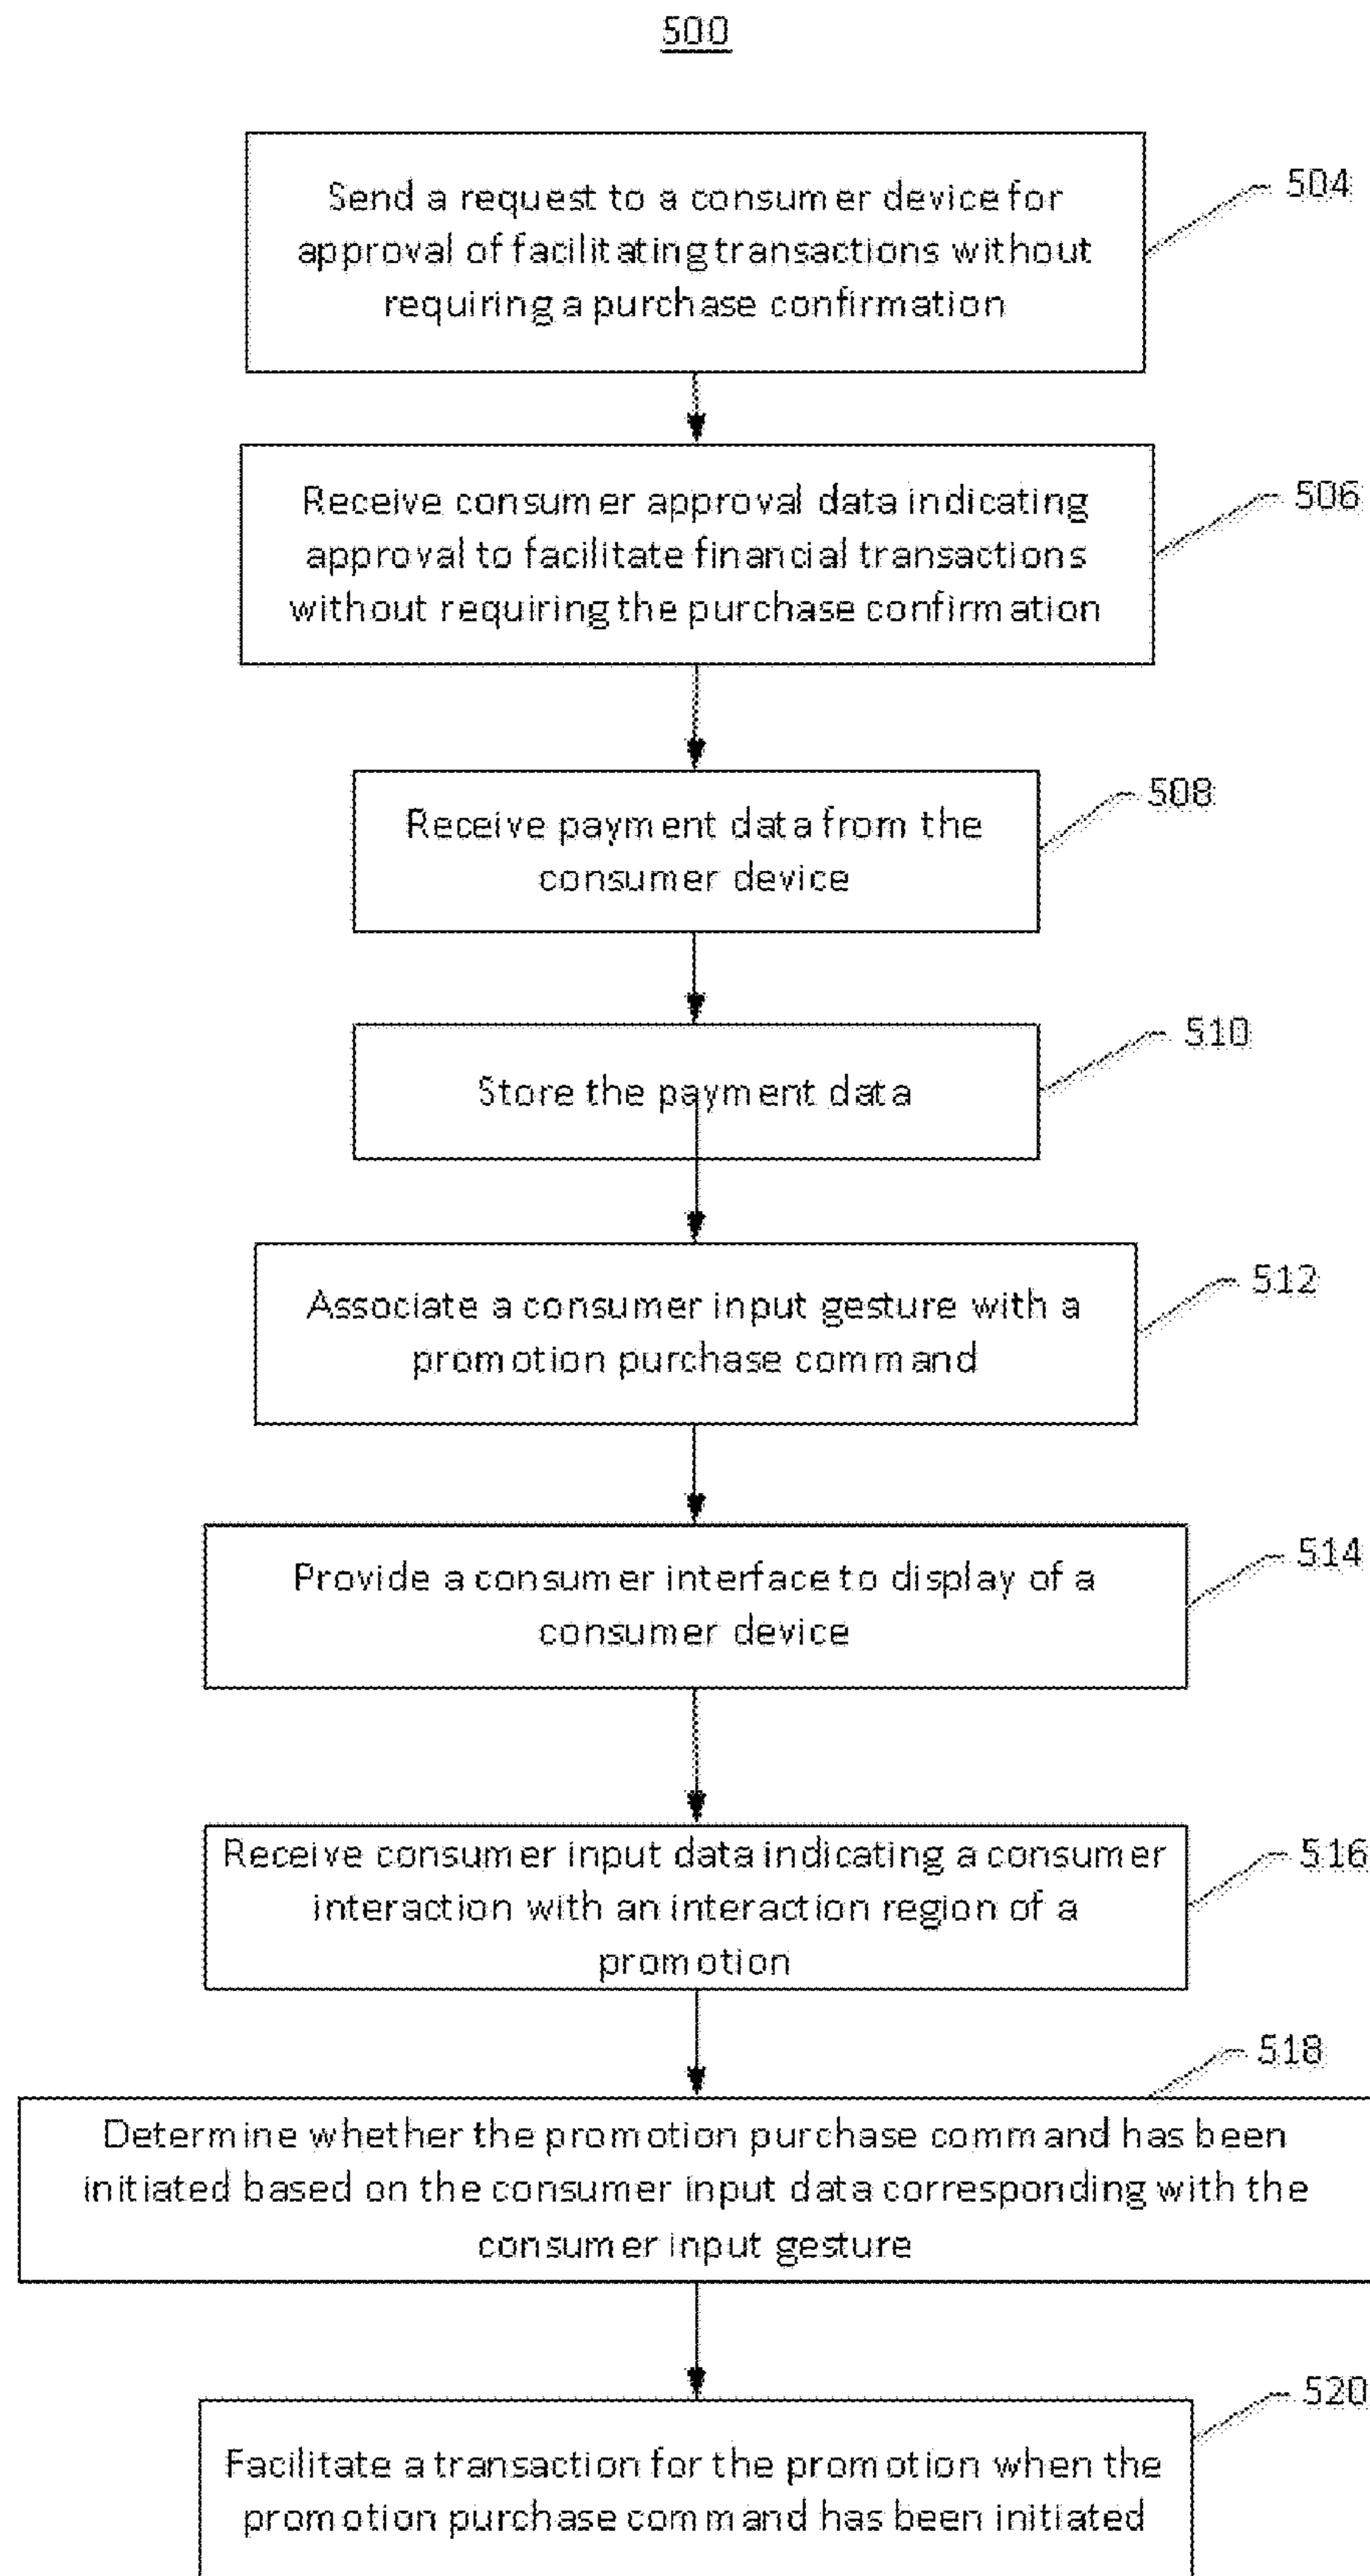 500
Send a request to a consumer device for
approval of facilitating transactions without
requiring a purchase confirmation
504
Receive consumer approval data indicating
approval to facilitate financial transactions
without requiring the purchase confirmation
506
Receive payment data from the
consumer device
508
Store the payment data
510
Associate a consumer input gesture with a
promotion purchase command
512
Provide a consumer interface to display of a
consumer device
514
Receive consumer input data indicating a consumer
interaction with an interaction region of a
promotion
516
518
Determine whether the promotion purchase command has been
initiated based on the consumer input data corresponding with the
consumer input gesture
520
Facilitate a transaction for the promotion when the
promotion purchase command has been initiated